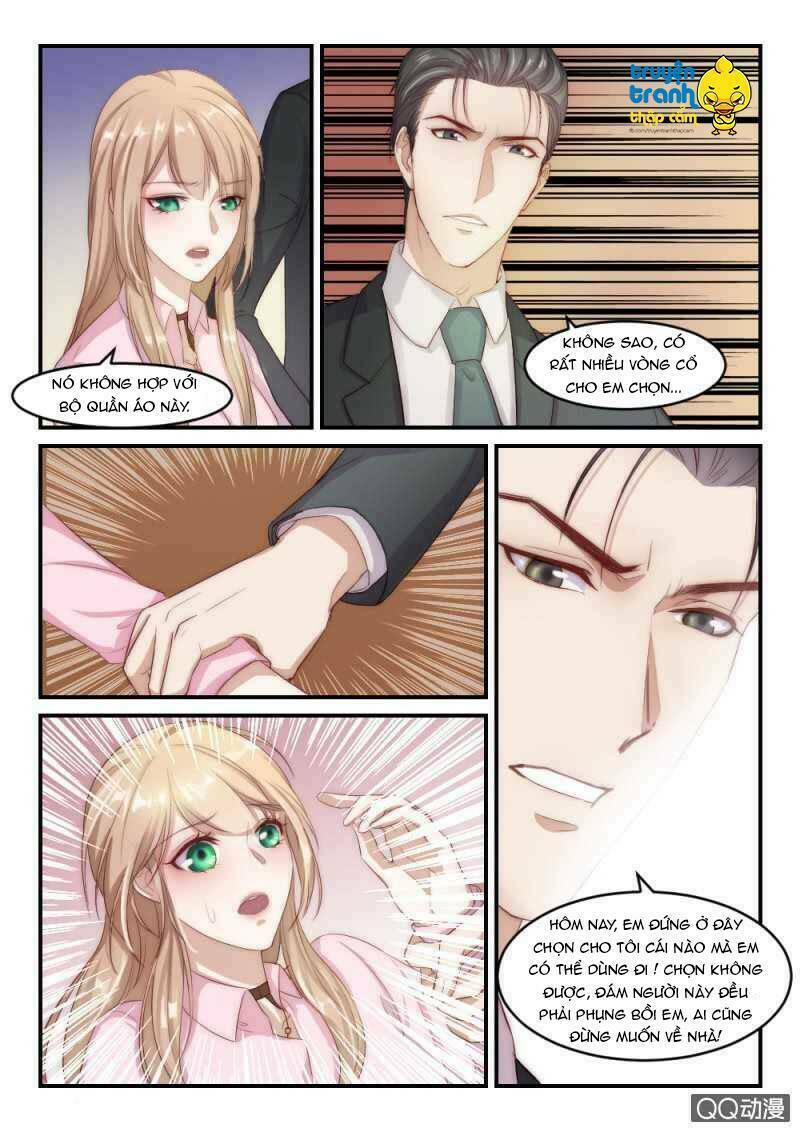 truyện
tranh
thập cẩm
fb.com/truyentranhthapcam
NÓ KHÔNG HỢP VỚI
BỘ QUẦN ÁO NÀY.
KHÔNG SAO, CÓ
RẤT NHIỀU VÒNG CỔ
CHO EM CHỌN...
HÔM NAY, EM ĐỨNG Ở ĐÂY
CHỌN CHO TÔI CÁI NÀO MÀ EM
CÓ THỂ DÙNG ĐI ! CHỌN KHÔNG
ĐƯỢC, ĐÁM NGƯỜI NÀY ĐỀU
PHẢI PHỤNG BỒI EM, AI CŨNG
ĐỪNG MUỐN VỀ NHÀ!
QQ动漫